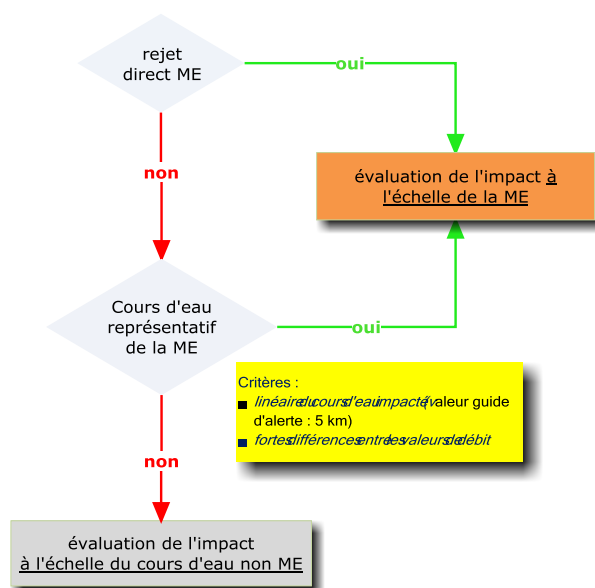 rejet
direct ME
oui
non
évaluation de l'impact à
l'échelle de la ME
Cours d'eau
représentatif
de la ME
oui
Critères :
linéaire du cours d'eau impacté (valeur guide
d'alerte : 5 km)
fortes différences entre les valeurs de débit
non
évaluation de l'impact
à l'échelle du cours d'eau non ME